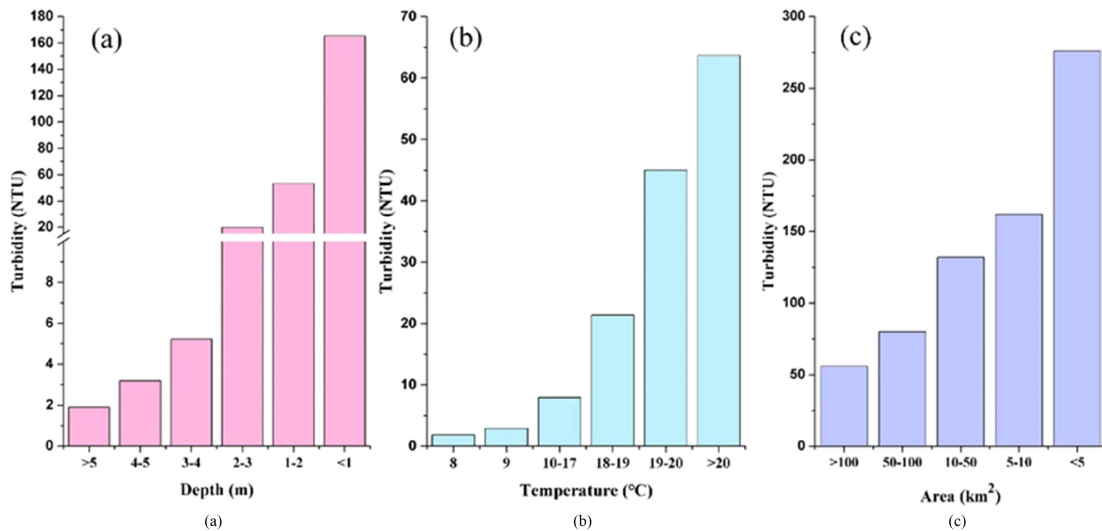 (a)
180
160
140
120
100
80
60
40
20
8
6
4
2
0
Turbidity (NTU)
>5 4-5 3-4 2-3 1-2 <1
Depth (m)
(a)
(b)
70
60
50
40
30
20
10
0
Turbidity (NTU)
8 9 10-17 18-19 19-20 >20
Temperature (°C)
(b)
(c)
300
250
200
150
100
50
0
Turbidity (NTU)
>100 50-100 10-50 5-10 <5
Area (km²)
(c)